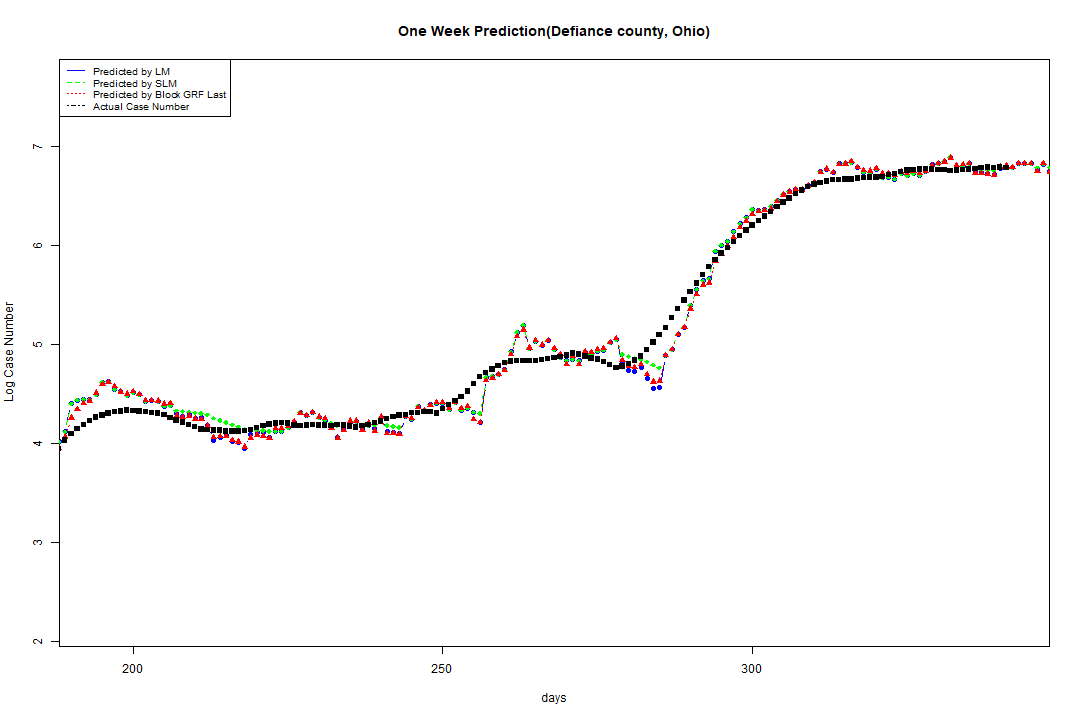 One Week Prediction(Defiance county, Ohio)
Predicted by LM
Predicted by SLM
Predicted by Block GRF Last
Actual Case Number
7
6
5
4
3
2
Log Case Number
200 250 300
days